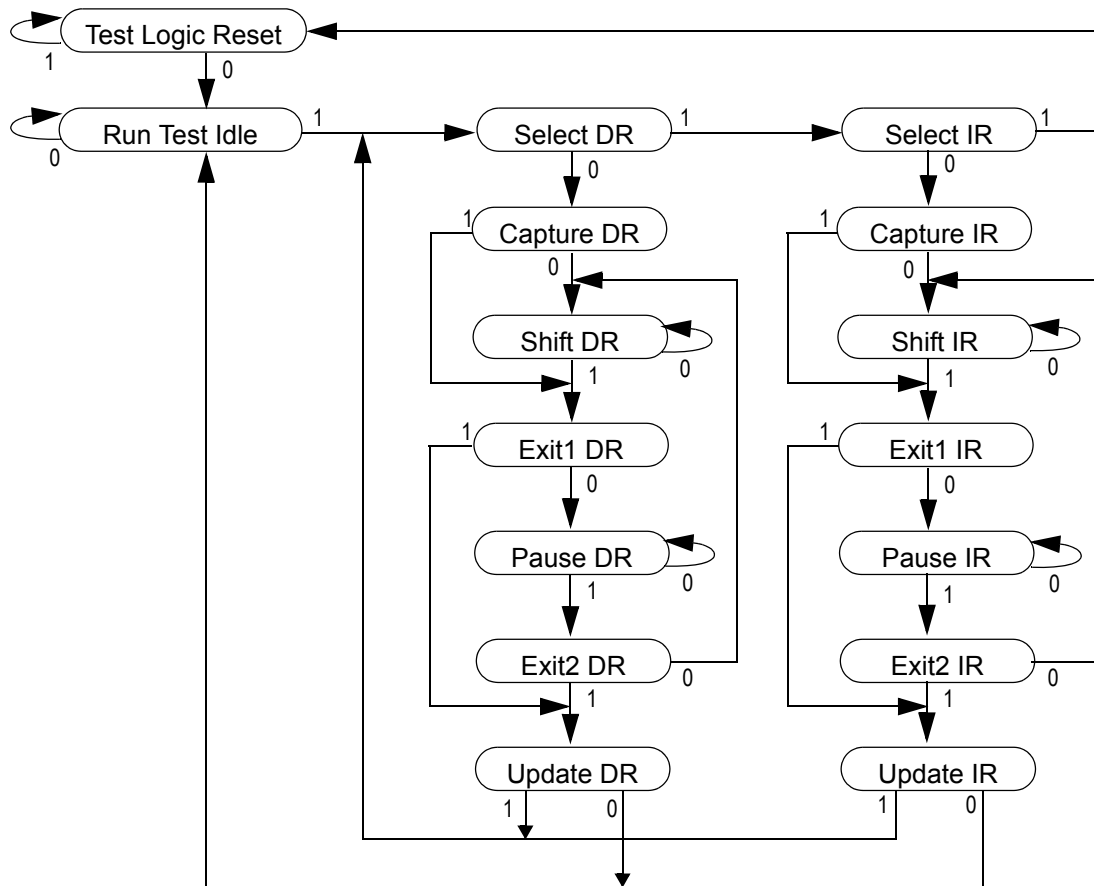 Test Logic Reset
1
0
Run Test Idle
1
Select DR
1
Select IR
1
0
0
0
1
Capture DR
1
Capture IR
0
0
Shift DR
Shift IR
0
0
1
1
1
Exit1 DR
1
Exit1 IR
0
0
Pause DR
Pause IR
0
0
1
1
Exit2 DR
Exit2 IR
0
0
1
1
Update DR
Update IR
1
0
1
0